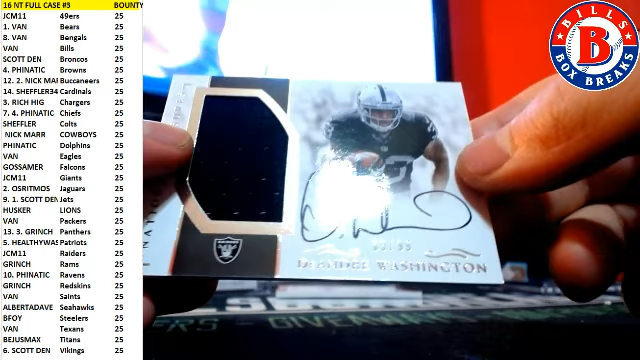 16 NT FULL CASE #3 BOUNTY
JCM11 49ers 25
1. VAN Bears 25
8. VAN Bengals 25
VAN Bills 25
SCOTT DEN Broncos 25
4. PHINATIC Browns 25
12. 2. NICK MAI Buccaneers 25
14. SHEFFLER34 Cardinals 25
3. RICH HIG Chargers 25
7. 4. PHINATIC Chiefs 25
SHEFFLER Colts 25
NICK MARR COWBOYS 25
PHINATIC Dolphins 25
VAN Eagles 25
GOSSAMER Falcons 25
JCM11 Giants 25
2. OSRITMOS Jaguars 25
9. 1. SCOTT DEN Jets 25
HUSKER LIONS 25
VAN Packers 25
13. 3. GRINCH Panthers 25
5. HEALTHYWAS Patriots 25
JCM11 Raiders 25
GRINCH Rams 25
10. PHINATIC Ravens 25
GRINCH Redskins 25
VAN Saints 25
ALBERTADAVE Seahawks 25
BFOY Steelers 25
VAN Texans 25
BEJUSMAX Titans 25
6. SCOTT DEN Vikings 25
BILLS
B
BOX BREAKS
RAIDERS
DEANDRE WASHINGTON